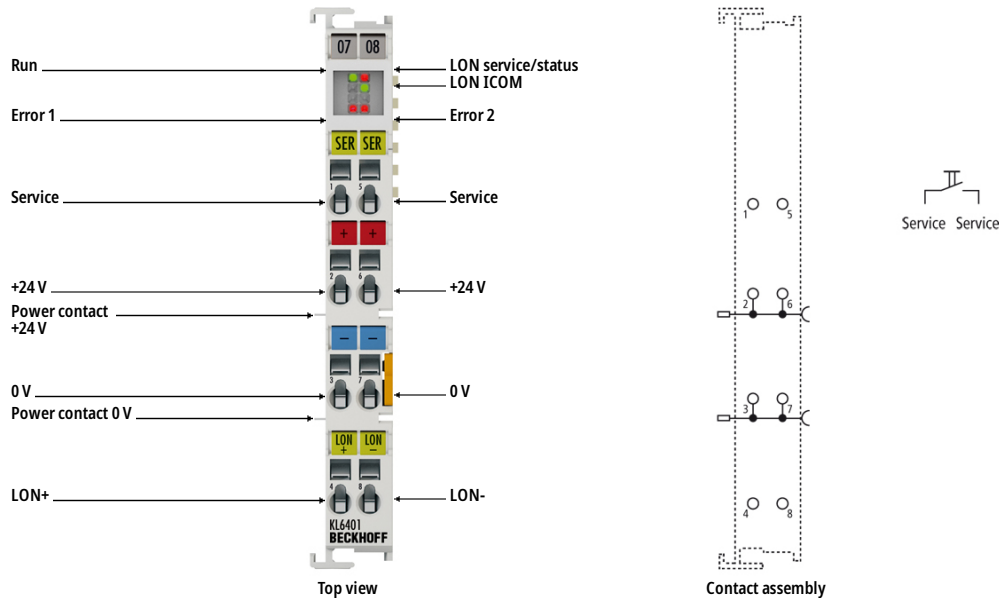 07 08
Run
LON service/status
LON ICOM
Error 1
Error 2
SER SER
1 5
Service
Service
+ +
2 6
+24 V
+24 V
Power contact
+24 V
− −
3 7
0 V
0 V
Power contact 0 V
LON LON
+ −
4 8
LON+
LON-
KL6401
BECKHOFF
Top view
1 5
2 6
3 7
4 8
Contact assembly
Service Service